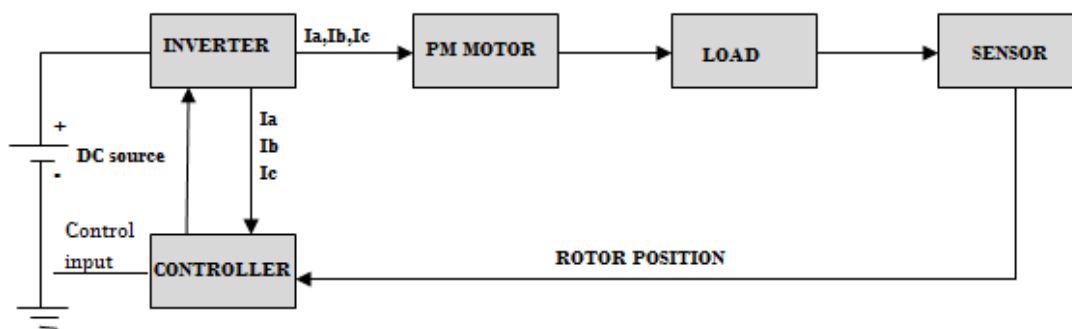 INVERTER
Ia,Ib,Ic
PM MOTOR
LOAD
SENSOR
+
DC source
-
Ia
Ib
Ic
Control
input
CONTROLLER
ROTOR POSITION